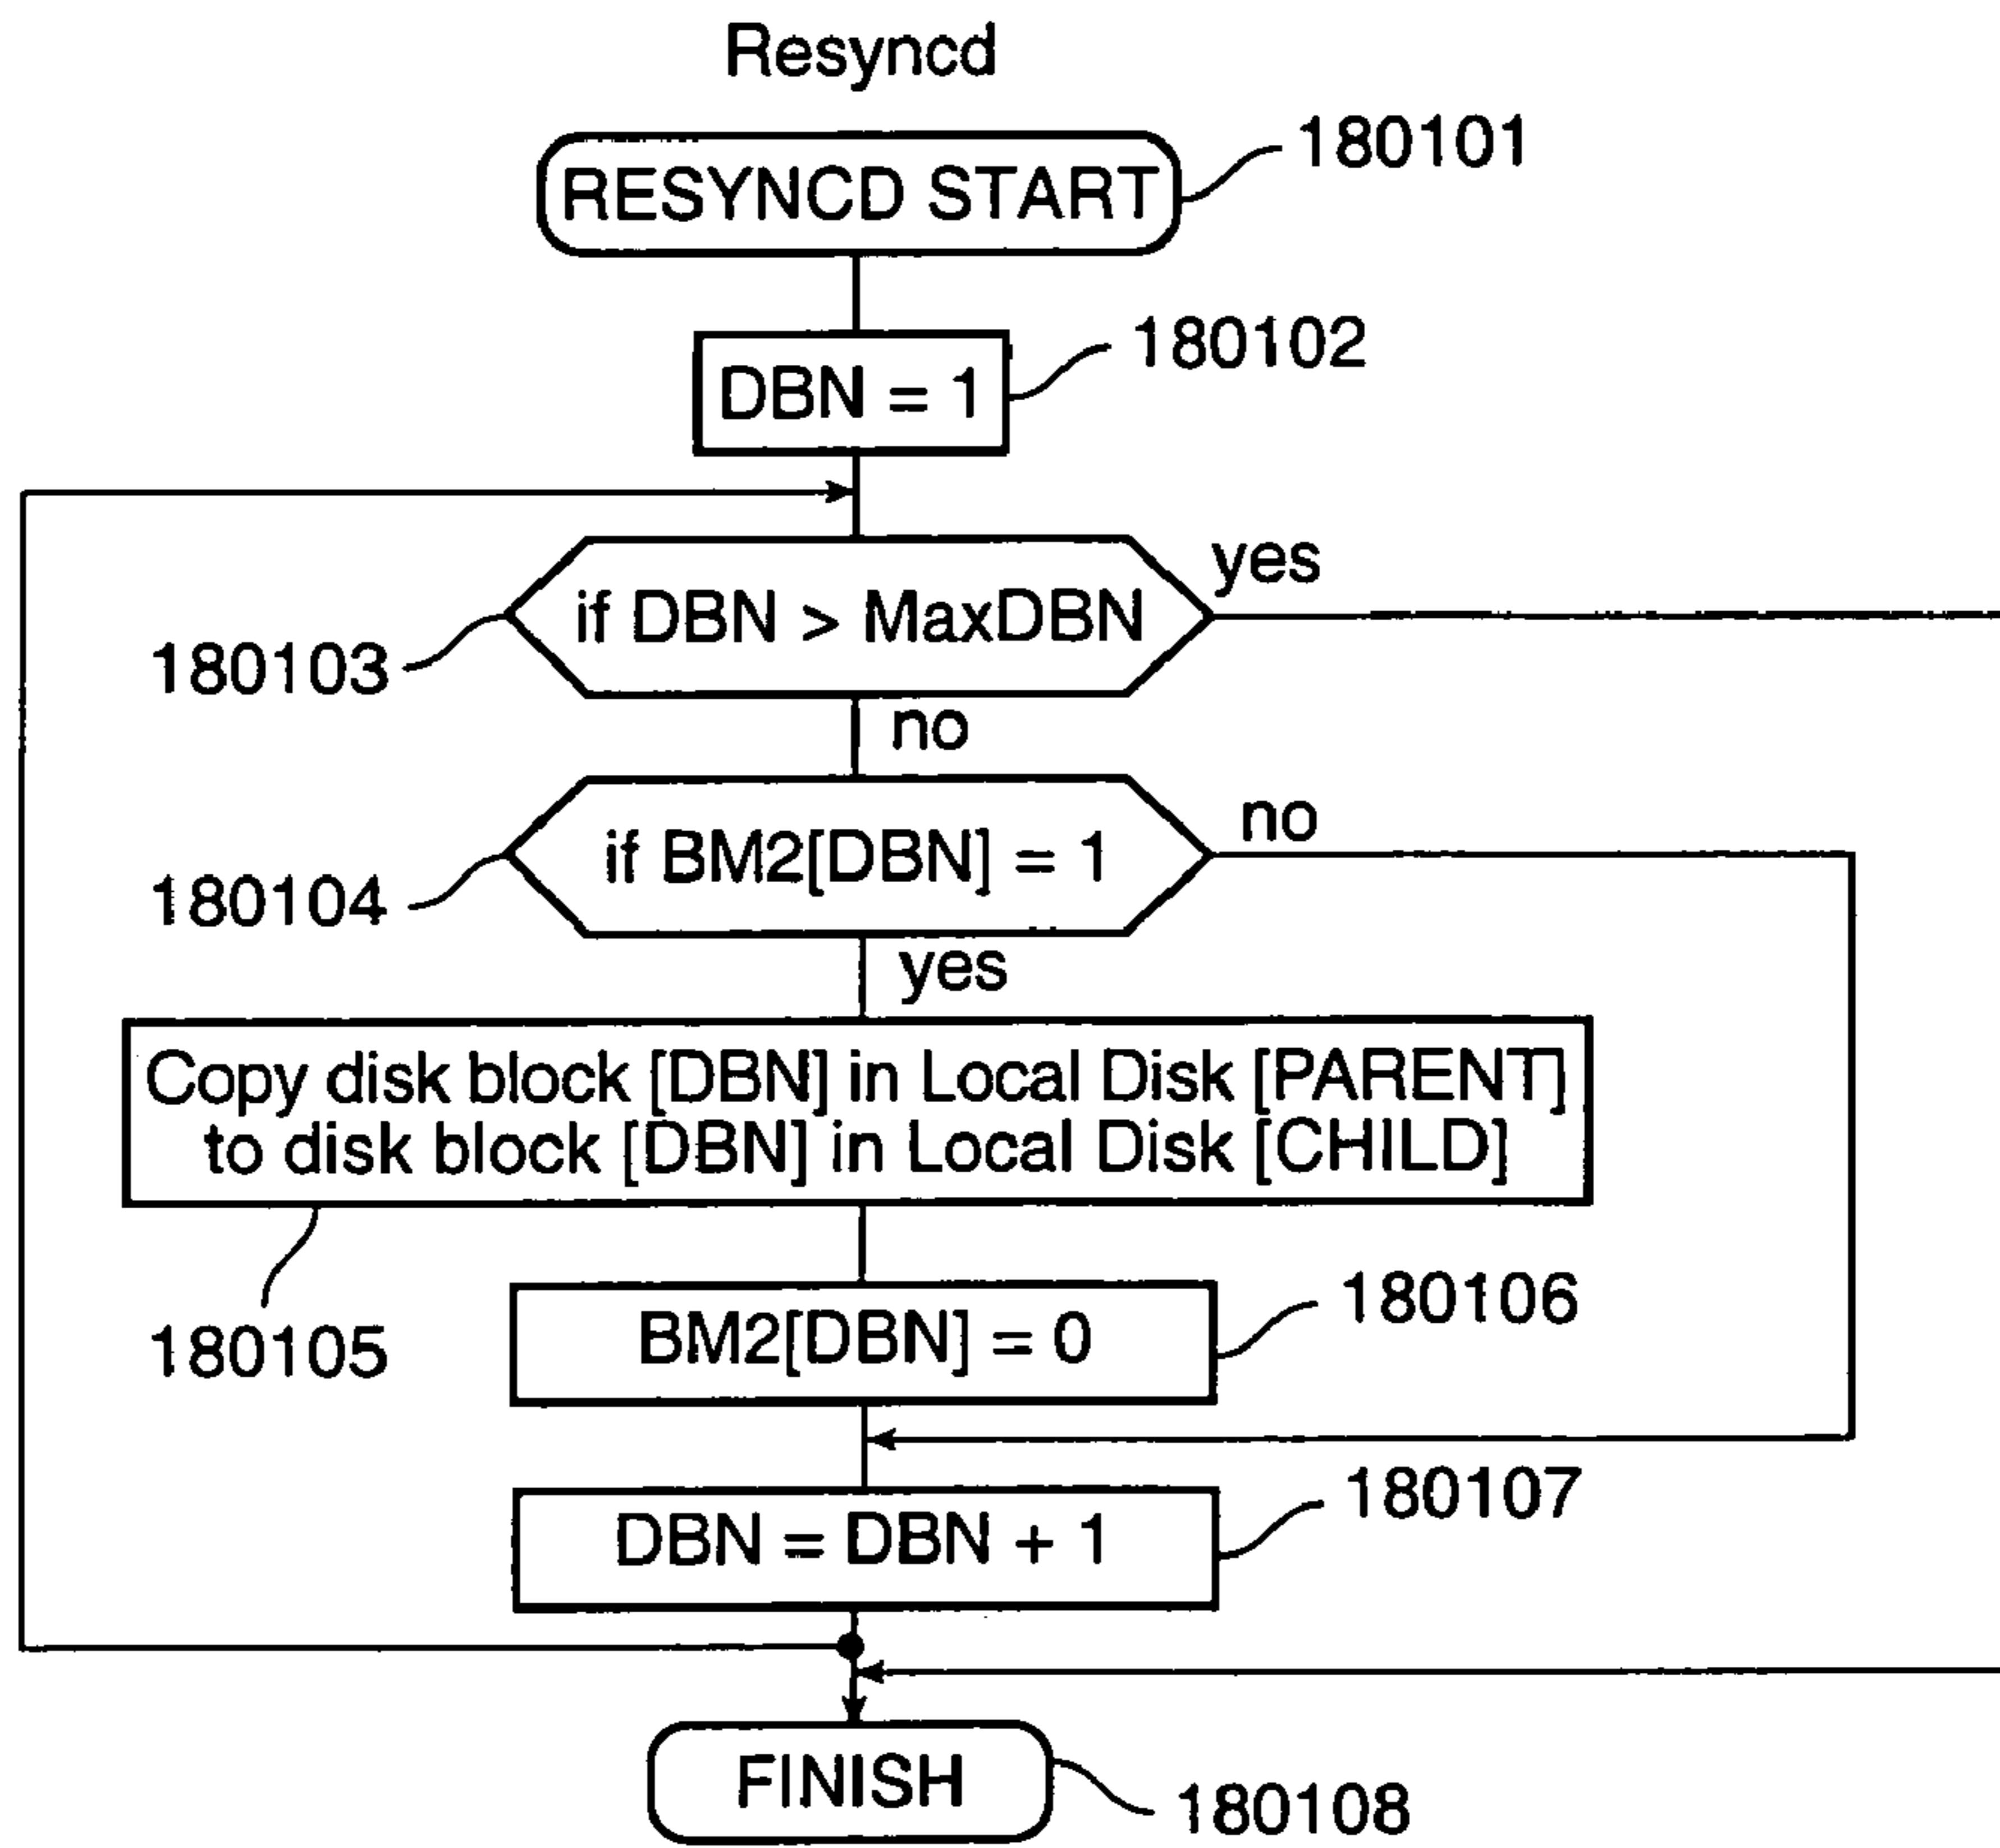 Resyncd
RESYNCD START
180101
DBN = 1
180102
if DBN > MaxDBN
yes
180103
no
if BM2[DBN] = 1
no
180104
yes
Copy disk block [DBN] in Local Disk [PARENT]
to disk block [DBN] in Local Disk [CHILD]
180105
BM2[DBN] = 0
180106
DBN = DBN + 1
180107
FINISH
180108